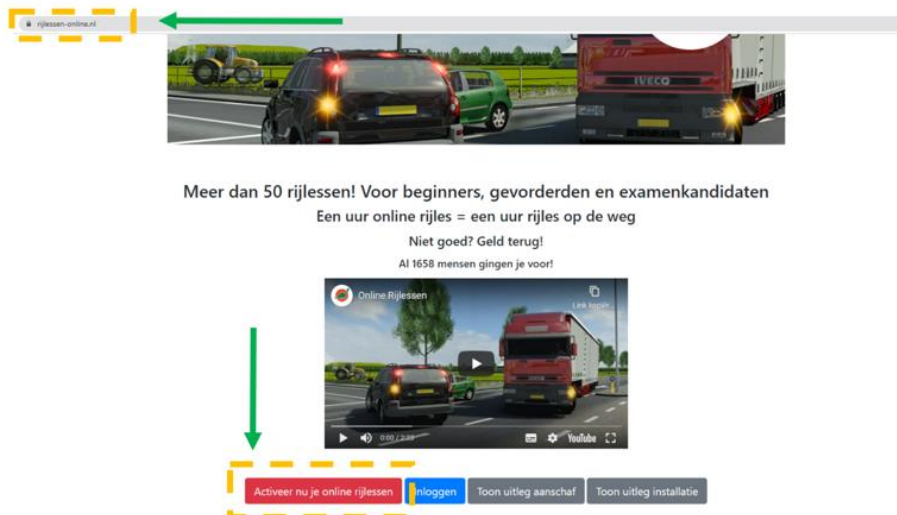 rijlessen-online.nl
IVECO
Meer dan 50 rijlessen! Voor beginners, gevorderden en examenkandidaten
Een uur online rijles = een uur rijles op de weg
Niet goed? Geld terug!
Al 1658 mensen gingen je voor!
Online Rijlessen
Link kopiër...
0:00 / 2:33
YouTube
Activeer nu je online rijlessen
Inloggen
Toon uitleg aanschaf
Toon uitleg installatie